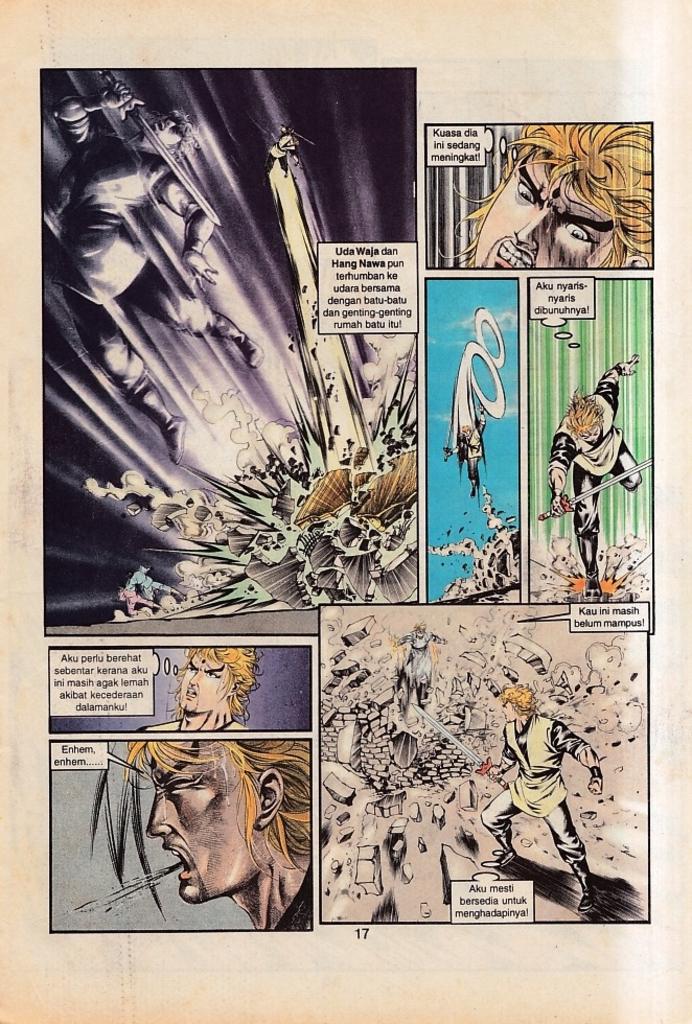 Uda Waja dan
Hang Nawa pun
terhumban ke
udara bersama
dengan batu-batu
dan genting-genting
rumah batu itu!
Kuasa dia
ini sedang
meningkat!
Aku nyaris-
nyaris
dibunuhnya!
Kau ini masih
belum mampus!
Aku perlu berehat
sebentar kerana aku
ini masih agak lemah
akibat kecederaan
dalamanku!
Enhem,
enhem......
Aku mesti
bersedia untuk
menghadapinya!
17